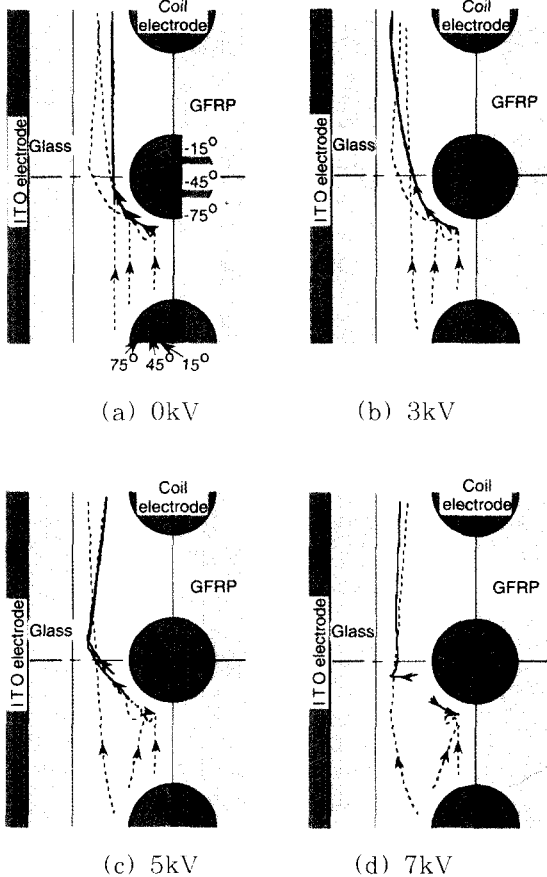 Coil
electrode
ITO electrode
Glass
GFRP
-15°
-45°
-75°
75° 45° 15°
(a) 0kV
Coil
electrode
ITO electrode
Glass
GFRP
(b) 3kV
Coil
electrode
ITO electrode
Glass
GFRP
(c) 5kV
Coil
electrode
ITO electrode
Glass
GFRP
(d) 7kV